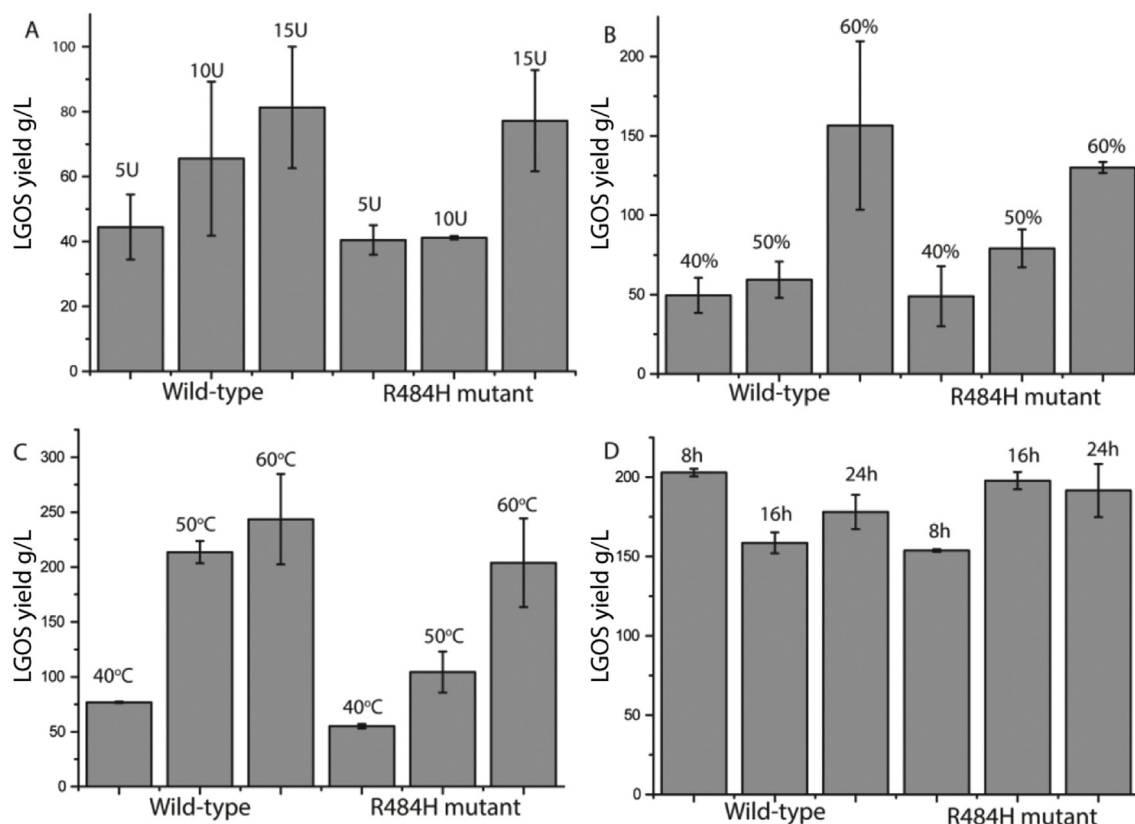 A
LGOS yield g/L
100
80
60
40
20
0
5U
10U
15U
5U
10U
15U
Wild-type
R484H mutant
B
LGOS yield g/L
200
150
100
50
0
40%
50%
60%
40%
50%
60%
Wild-type
R484H mutant
C
LGOS yield g/L
300
250
200
150
100
50
0
40°C
50°C
60°C
40°C
50°C
60°C
Wild-type
R484H mutant
D
LGOS yield g/L
200
150
100
50
0
8h
16h
24h
8h
16h
24h
Wild-type
R484H mutant